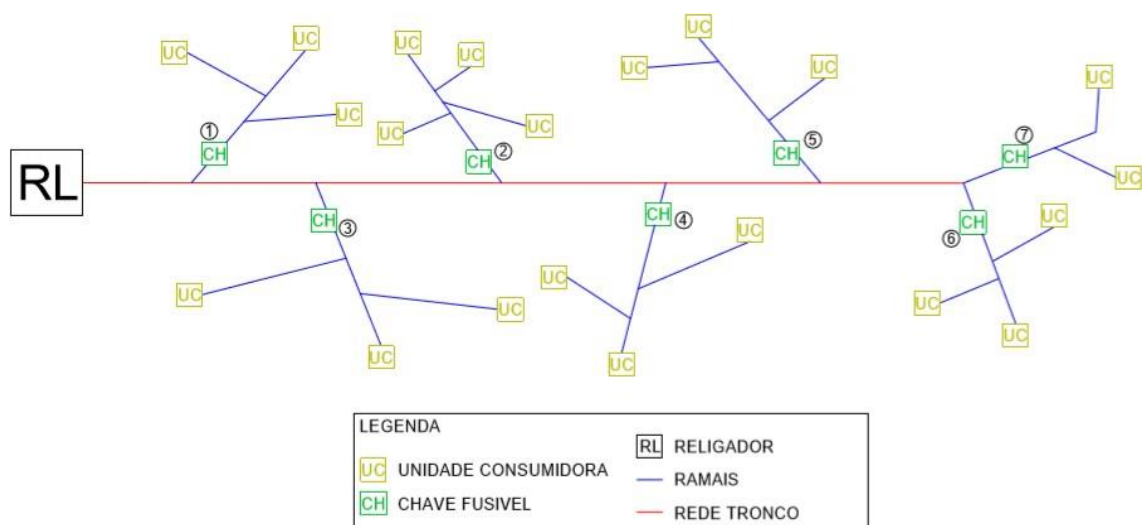 UC UC UC
UC UC UC UC
UC UC UC
UC UC
CH ①
CH ②
CH ⑤
CH ⑦
RL
CH ③
CH ④
CH ⑥
UC UC UC
UC UC UC
UC UC UC
LEGENDA
UC UNIDADE CONSUMIDORA
CH CHAVE FUSIVEL
RL RELIGADOR
RAMAIS
REDE TRONCO